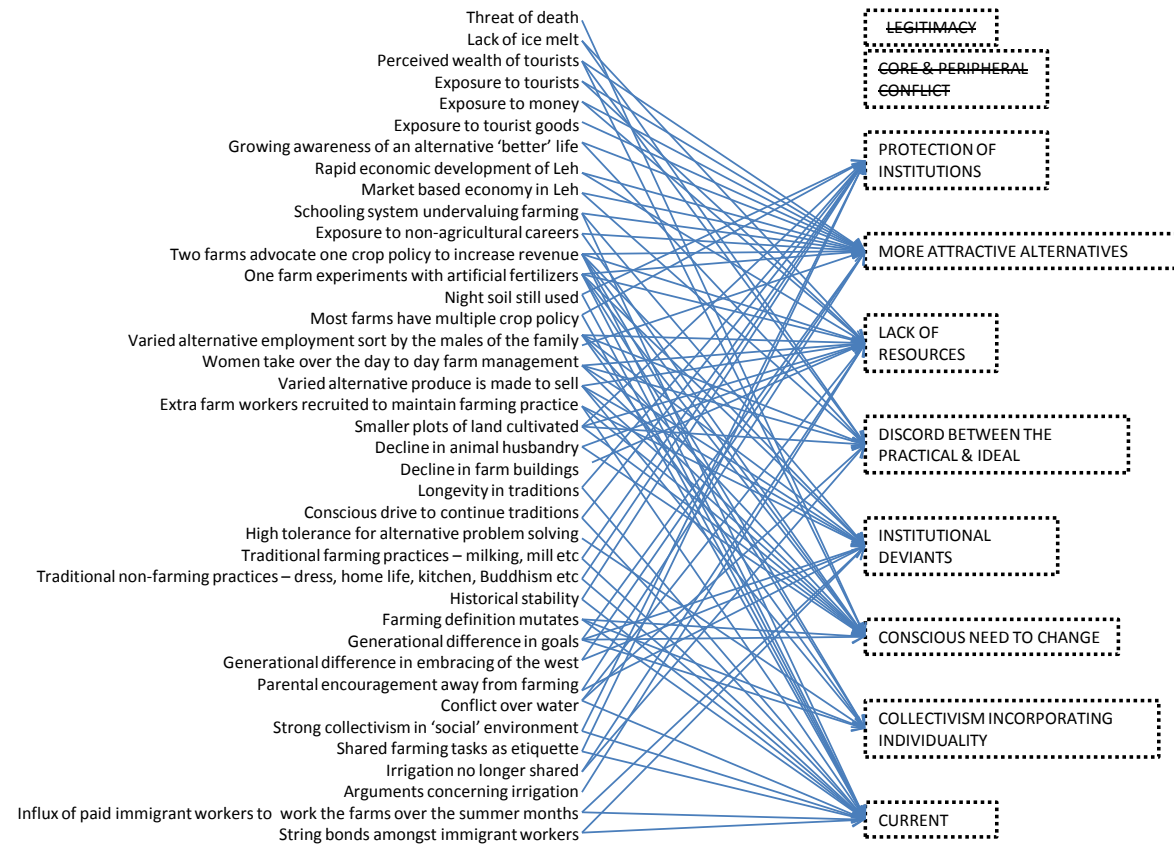 Threat of death
Lack of ice melt
Perceived wealth of tourists
Exposure to tourists
Exposure to money
Exposure to tourist goods
Growing awareness of an alternative ‘better’ life
Rapid economic development of Leh
Market based economy in Leh
Schooling system undervaluing farming
Exposure to non-agricultural careers
Two farms advocate one crop policy to increase revenue
One farm experiments with artificial fertilizers
Night soil still used
Most farms have multiple crop policy
Varied alternative employment sort by the males of the family
Women take over the day to day farm management
Varied alternative produce is made to sell
Extra farm workers recruited to maintain farming practice
Smaller plots of land cultivated
Decline in animal husbandry
Decline in farm buildings
Longevity in traditions
Conscious drive to continue traditions
High tolerance for alternative problem solving
Traditional farming practices – milking, mill etc
Traditional non-farming practices – dress, home life, kitchen, Buddhism etc
Historical stability
Farming definition mutates
Generational difference in goals
Generational difference in embracing of the west
Parental encouragement away from farming
Conflict over water
Strong collectivism in ‘social’ environment
Shared farming tasks as etiquette
Irrigation no longer shared
Arguments concerning irrigation
Influx of paid immigrant workers to work the farms over the summer months
String bonds amongst immigrant workers
LEGITIMACY
CORE & PERIPHERAL
CONFLICT
PROTECTION OF
INSTITUTIONS
MORE ATTRACTIVE ALTERNATIVES
LACK OF
RESOURCES
DISCORD BETWEEN THE
PRACTICAL & IDEAL
INSTITUTIONAL
DEVIANTS
CONSCIOUS NEED TO CHANGE
COLLECTIVISM INCORPORATING
INDIVIDUALITY
CURRENT